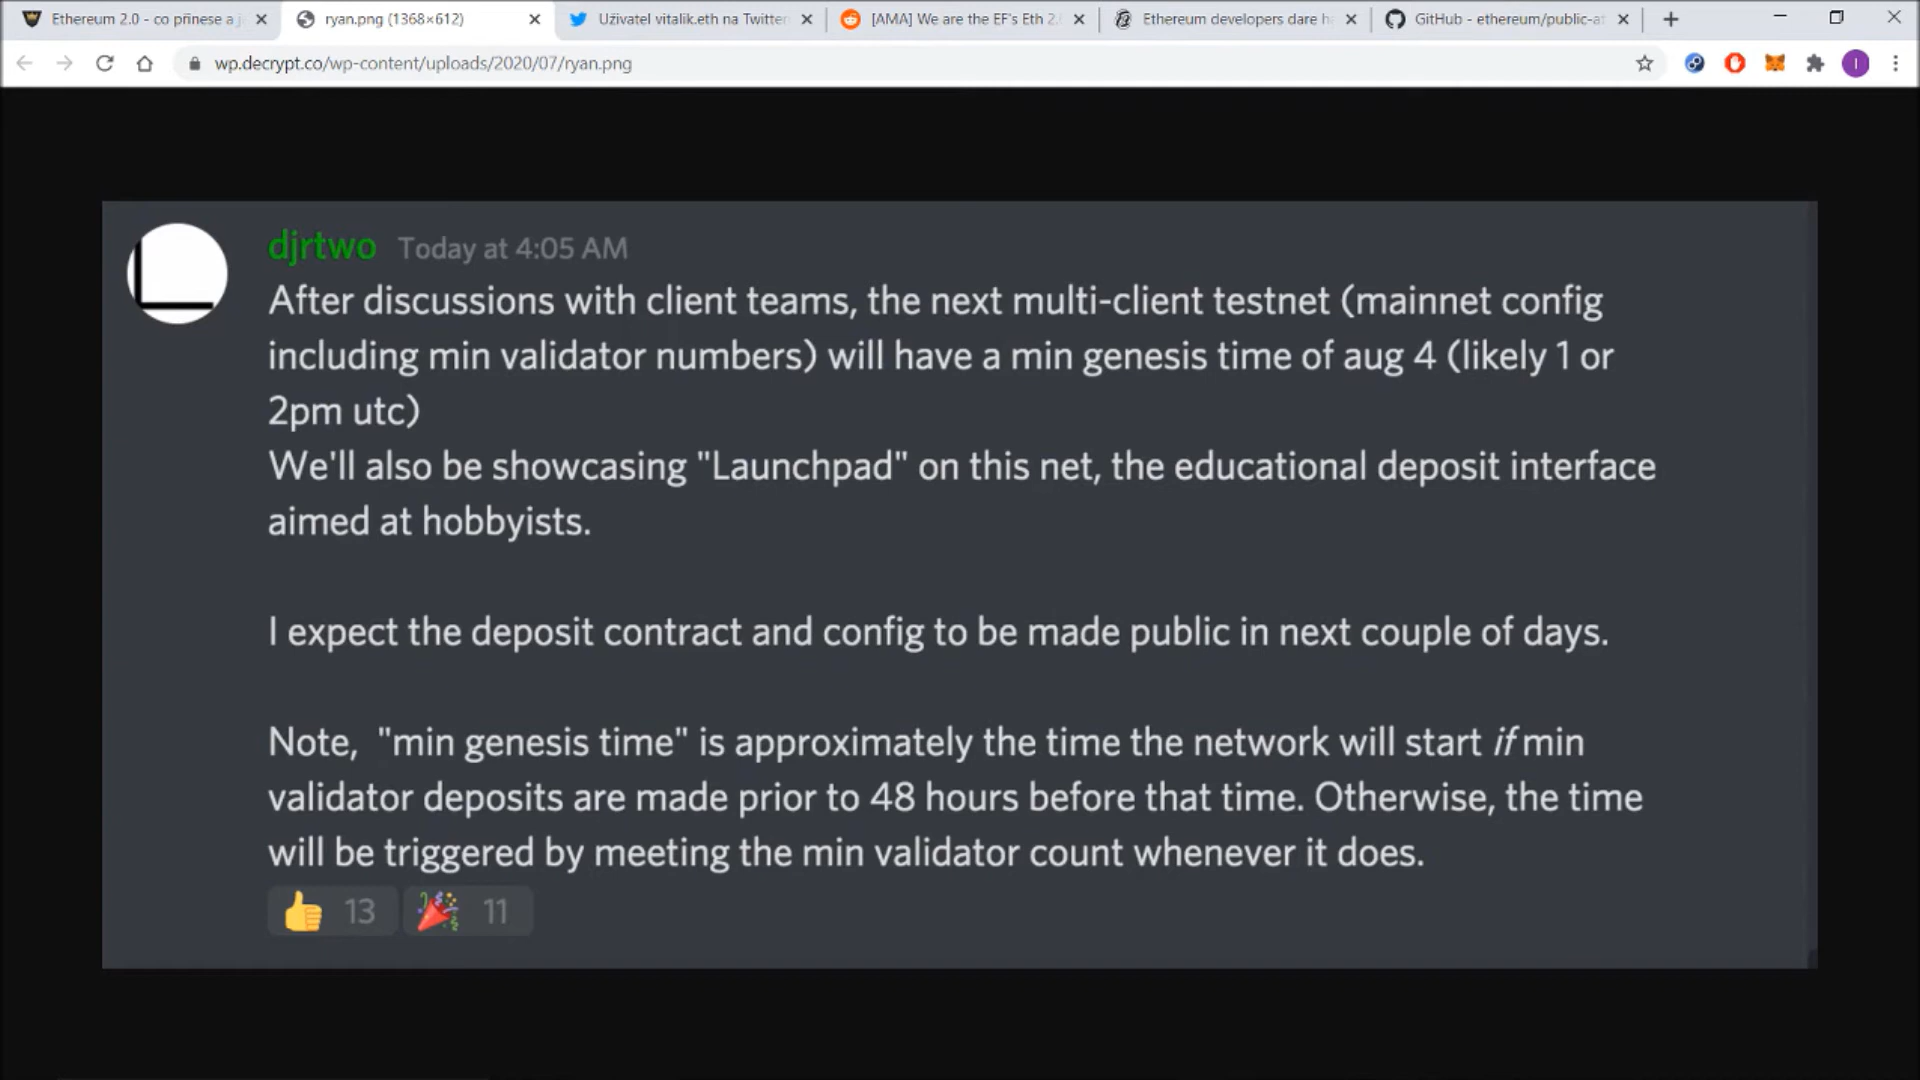 Ethereum 2.0 - co přinese a j
ryan.png (1368×612)
Uživatel vitalik.eth na Twitter
[AMA] We are the EF's Eth 2.
Ethereum developers dare h
GitHub - ethereum/public-at
wp.decrypt.co/wp-content/uploads/2020/07/ryan.png
I
djrtwo Today at 4:05 AM
After discussions with client teams, the next multi-client testnet (mainnet config
including min validator numbers) will have a min genesis time of aug 4 (likely 1 or
2pm utc)
We'll also be showcasing "Launchpad" on this net, the educational deposit interface
aimed at hobbyists.
I expect the deposit contract and config to be made public in next couple of days.
Note, "min genesis time" is approximately the time the network will start if min
validator deposits are made prior to 48 hours before that time. Otherwise, the time
will be triggered by meeting the min validator count whenever it does.
13 11